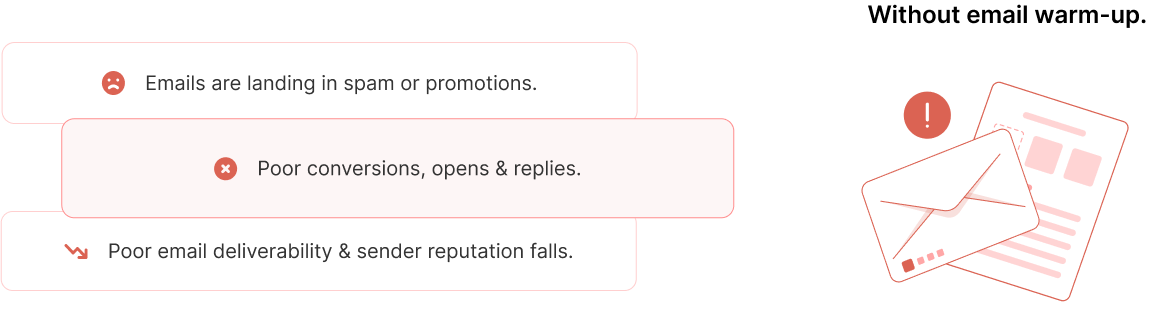 Without email warm-up.
Emails are landing in spam or promotions.
Poor conversions, opens & replies.
Poor email deliverability & sender reputation falls.